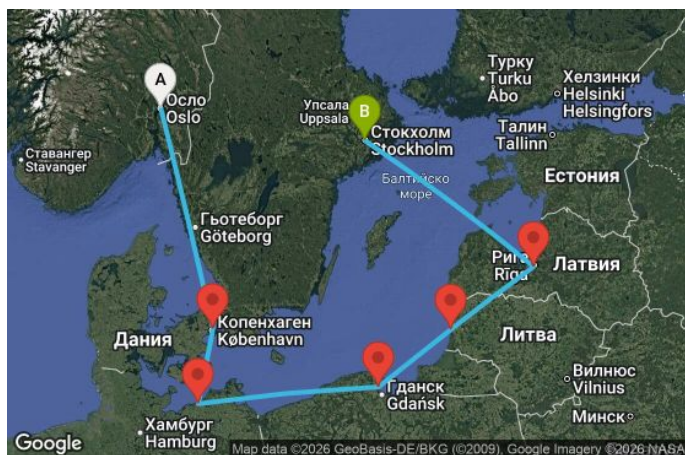 A
Осло
Oslo
Ставангер
Stavanger
Упсала
Uppsala
B
Стокхолм
Stockholm
Турку
Turku
Åbo
Хелзинки
Helsinki
Helsingfors
Талин
Tallinn
Балтийско
море
Естония
Гьотеборг
Göteborg
Рига
Rīga
Латвия
Дания
Копенхаген
København
Литва
Вилнюс
Vilnius
Гданск
Gdańsk
Минск
Хамбург
Hamburg
Google
Map data ©2026 GeoBasis-DE/BKG (©2009), Google Imagery ©2026 NASA